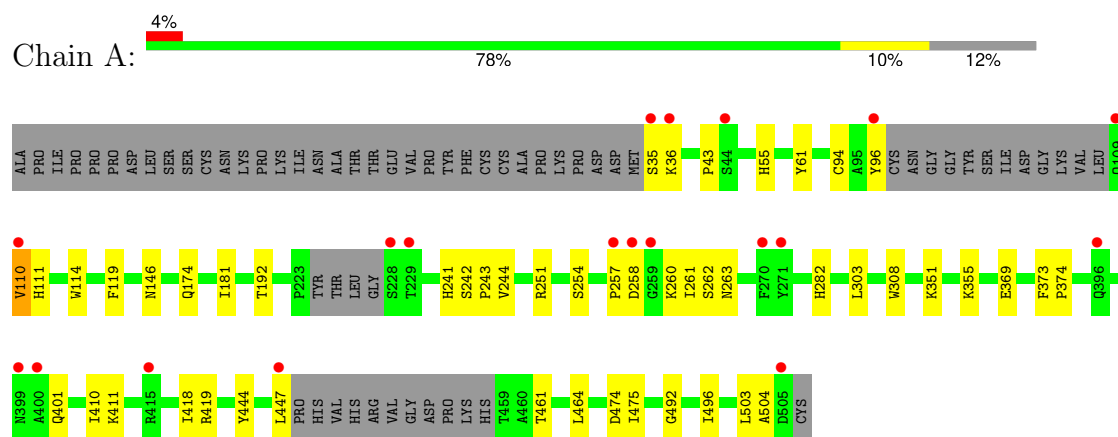 4%
Chain A:
78%
10%
12%
ALA PRO ILE PRO PRO PRO ASP LEU SER SER CYS ASN LYS PRO LYS ILE ASN ALA THR THR GLU VAL PRO TYR PHE CYS CYS ALA PRO LYS PRO ASP ASP MET S35 K36 P43 S44 H55 Y61 C94 A95 Y96 CYS ASN GLY GLY TYR SER ILE ASP GLY LYS VAL LEU Q109
V110 H111 W114 F119 N146 Q174 I181 T192 P223 TYR THR LEU GLY S228 T229 H241 S242 P243 V244 R251 S254 P257 D258 G259 K260 I261 S262 N263 F270 Y271 H282 L303 W308 K351 K355 E369 F373 P374 Q396
N399 A400 Q401 I410 K411 R415 I418 R419 Y444 L447 PRO HIS VAL HIS ARG VAL GLY ASP PRO LYS HIS T459 A460 T461 L464 D474 I475 G492 I496 L503 A504 D505 CYS